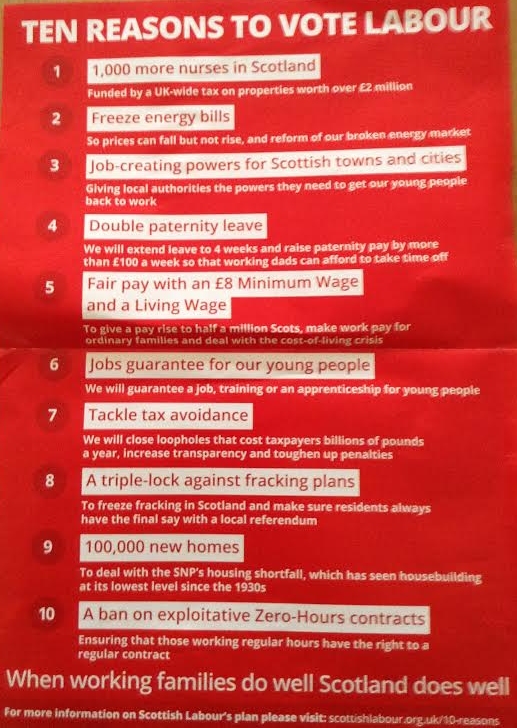 TEN REASONS TO VOTE LABOUR
1 1,000 more nurses in Scotland
Funded by a UK-wide tax on properties worth over £2 million
2 Freeze energy bills
So prices can fall but not rise, and reform of our broken energy market
3 Job-creating powers for Scottish towns and cities
Giving local authorities the powers they need to get our young people
back to work
4 Double paternity leave
We will extend leave to 4 weeks and raise paternity pay by more
than £100 a week so that working dads can afford to take time off
5 Fair pay with an £8 Minimum Wage
and a Living Wage
To give a pay rise to half a million Scots, make work pay for
ordinary families and deal with the cost-of-living crisis
6 Jobs guarantee for our young people
We will guarantee a job, training or an apprenticeship for young people
7 Tackle tax avoidance
We will close loopholes that cost taxpayers billions of pounds
a year, increase transparency and toughen up penalties
8 A triple-lock against fracking plans
To freeze fracking in Scotland and make sure residents always
have the final say with a local referendum
9 100,000 new homes
To deal with the SNP's housing shortfall, which has seen housebuilding
at its lowest level since the 1930s
10 A ban on exploitative Zero-Hours contracts
Ensuring that those working regular hours have the right to a
regular contract
When working families do well Scotland does well
For more information on Scottish Labour's plan please visit: scottishlabour.org.uk/10-reasons